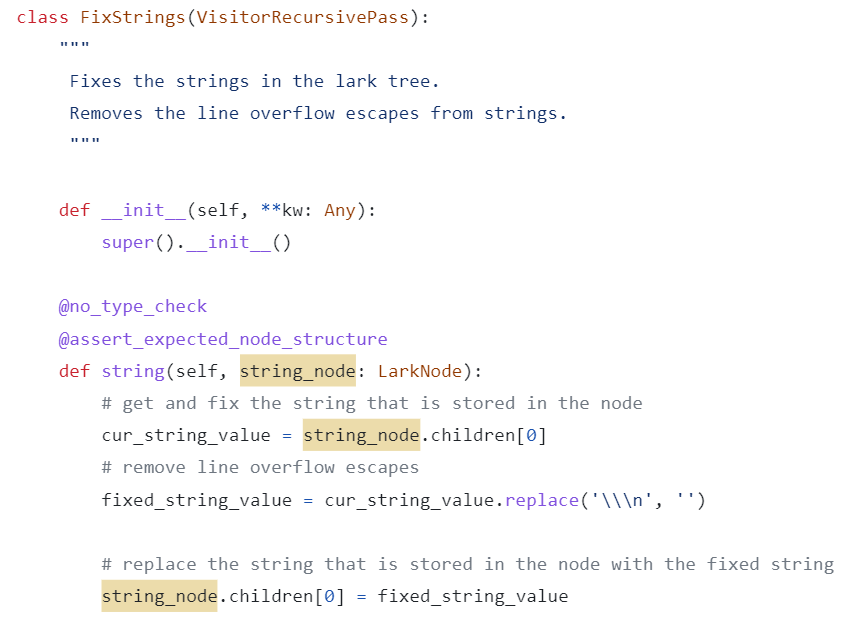 class FixStrings(VisitorRecursivePass):
    """
     Fixes the strings in the lark tree.
     Removes the line overflow escapes from strings.
     """

    def __init__(self, **kw: Any):
        super().__init__()

    @no_type_check
    @assert_expected_node_structure
    def string(self, string_node: LarkNode):
        # get and fix the string that is stored in the node
        cur_string_value = string_node.children[0]
        # remove line overflow escapes
        fixed_string_value = cur_string_value.replace('\\\n', '')

        # replace the string that is stored in the node with the fixed string
        string_node.children[0] = fixed_string_value